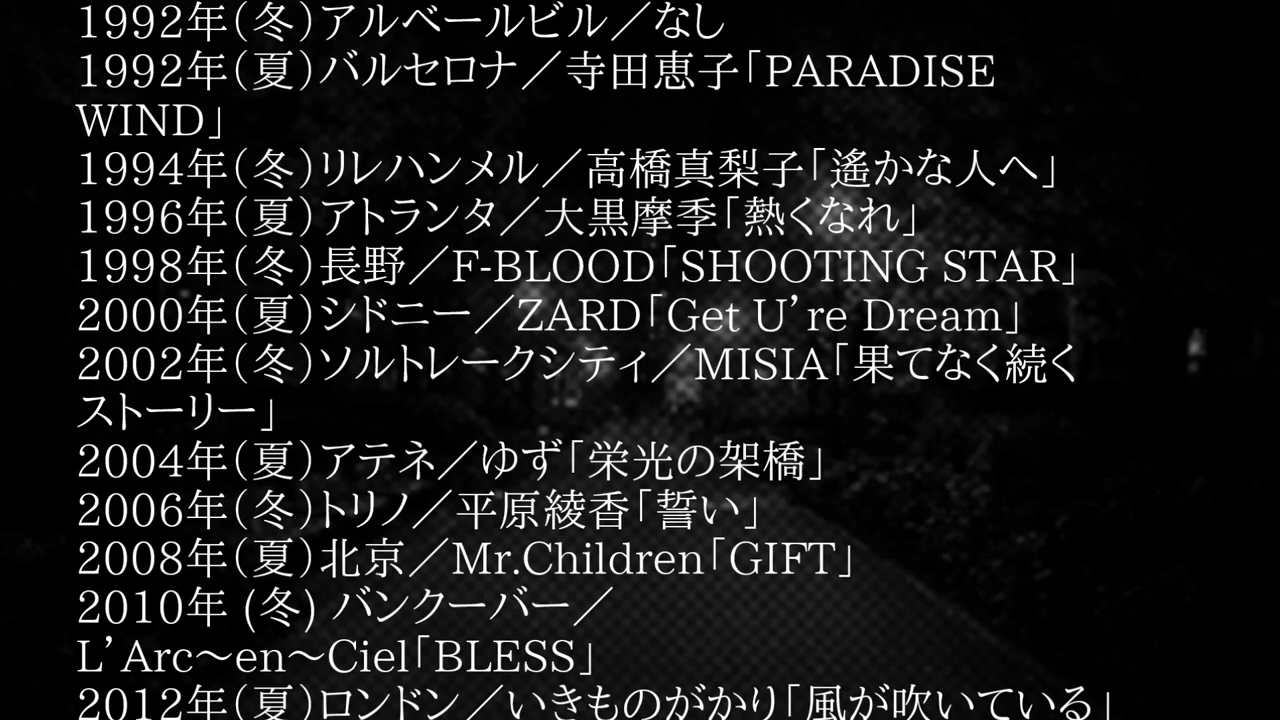 1992年（冬）アルベールビル／なし
1992年（夏）バルセロナ／寺田恵子「PARADISE
WIND」
1994年（冬）リレハンメル／高橋真梨子「遙かな人へ」
1996年（夏）アトランタ／大黒摩季「熱くなれ」
1998年（冬）長野／F-BLOOD「SHOOTING STAR」
2000年（夏）シドニー／ZARD「Get U’re Dream」
2002年（冬）ソルトレークシティ／MISIA「果てなく続く
ストーリー」
2004年（夏）アテネ／ゆず「栄光の架橋」
2006年（冬）トリノ／平原綾香「誓い」
2008年（夏）北京／Mr.Children「GIFT」
2010年 (冬) バンクーバー／
L’Arc〜en〜Ciel「BLESS」
2012年（夏）ロンドン／いきものがかり「風が吹いている」